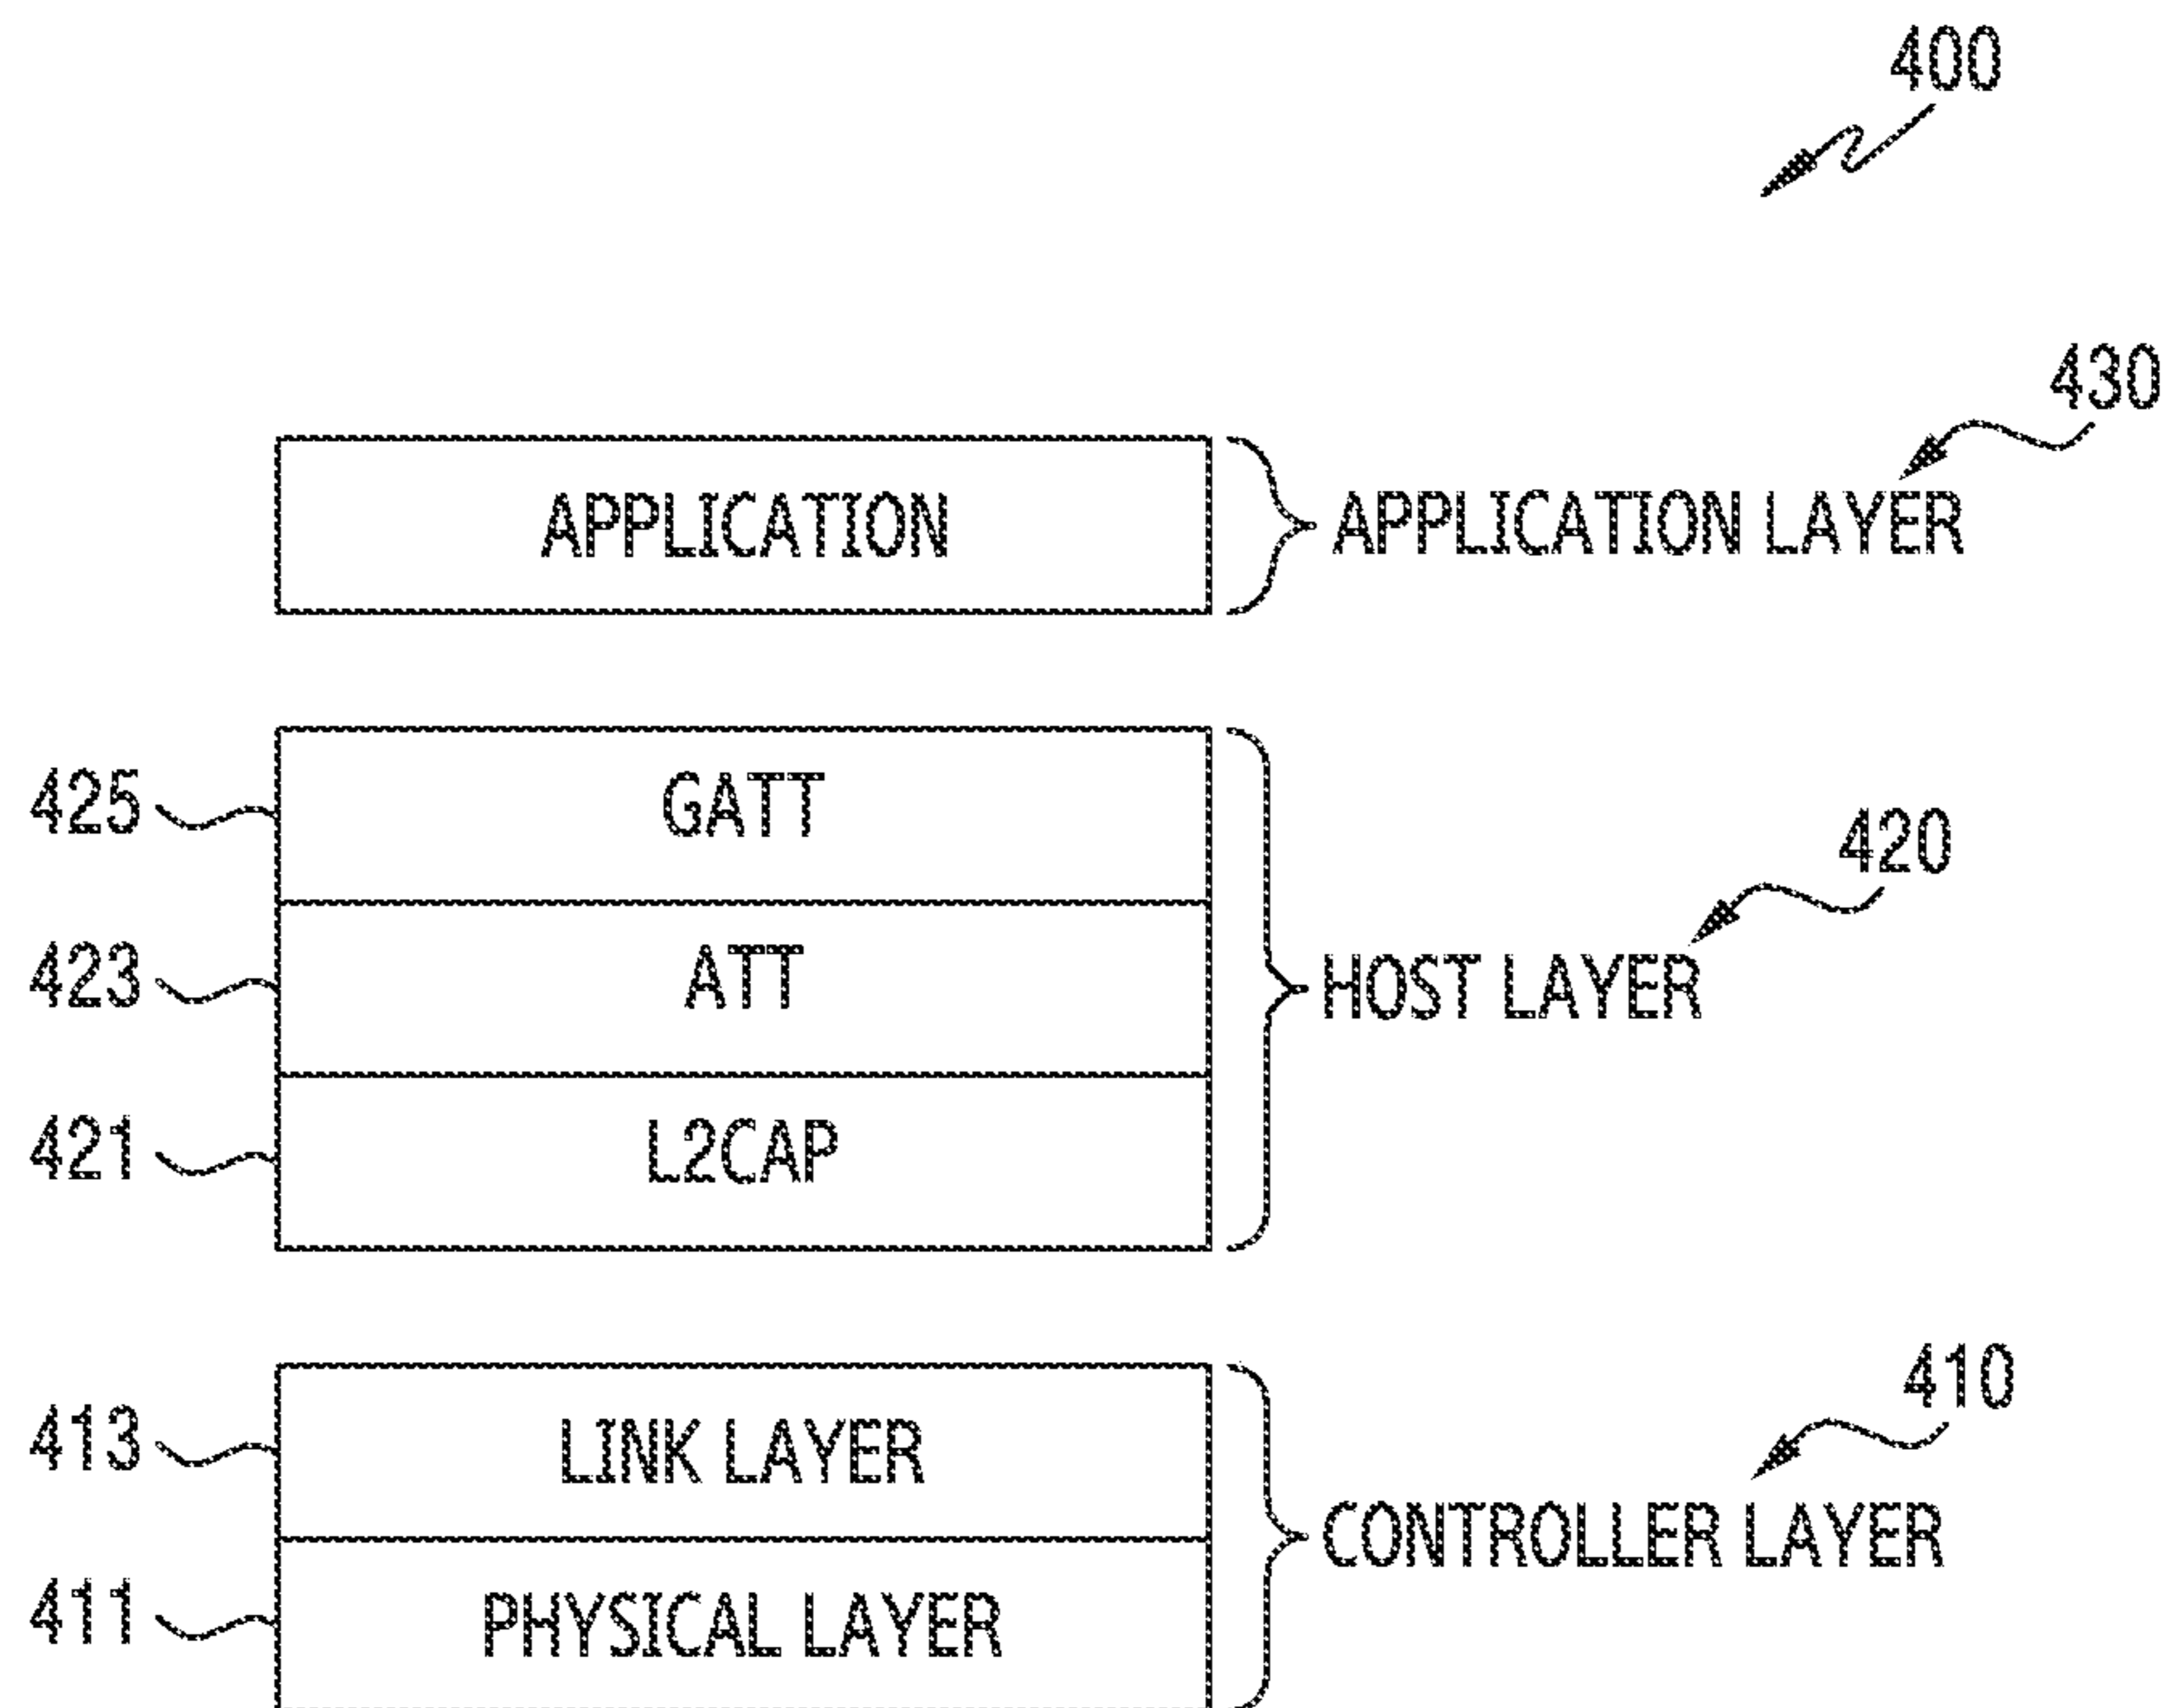 400
430
APPLICATION
APPLICATION LAYER
425
GATT
420
423
ATT
HOST LAYER
421
L2CAP
410
413
LINK LAYER
CONTROLLER LAYER
411
PHYSICAL LAYER